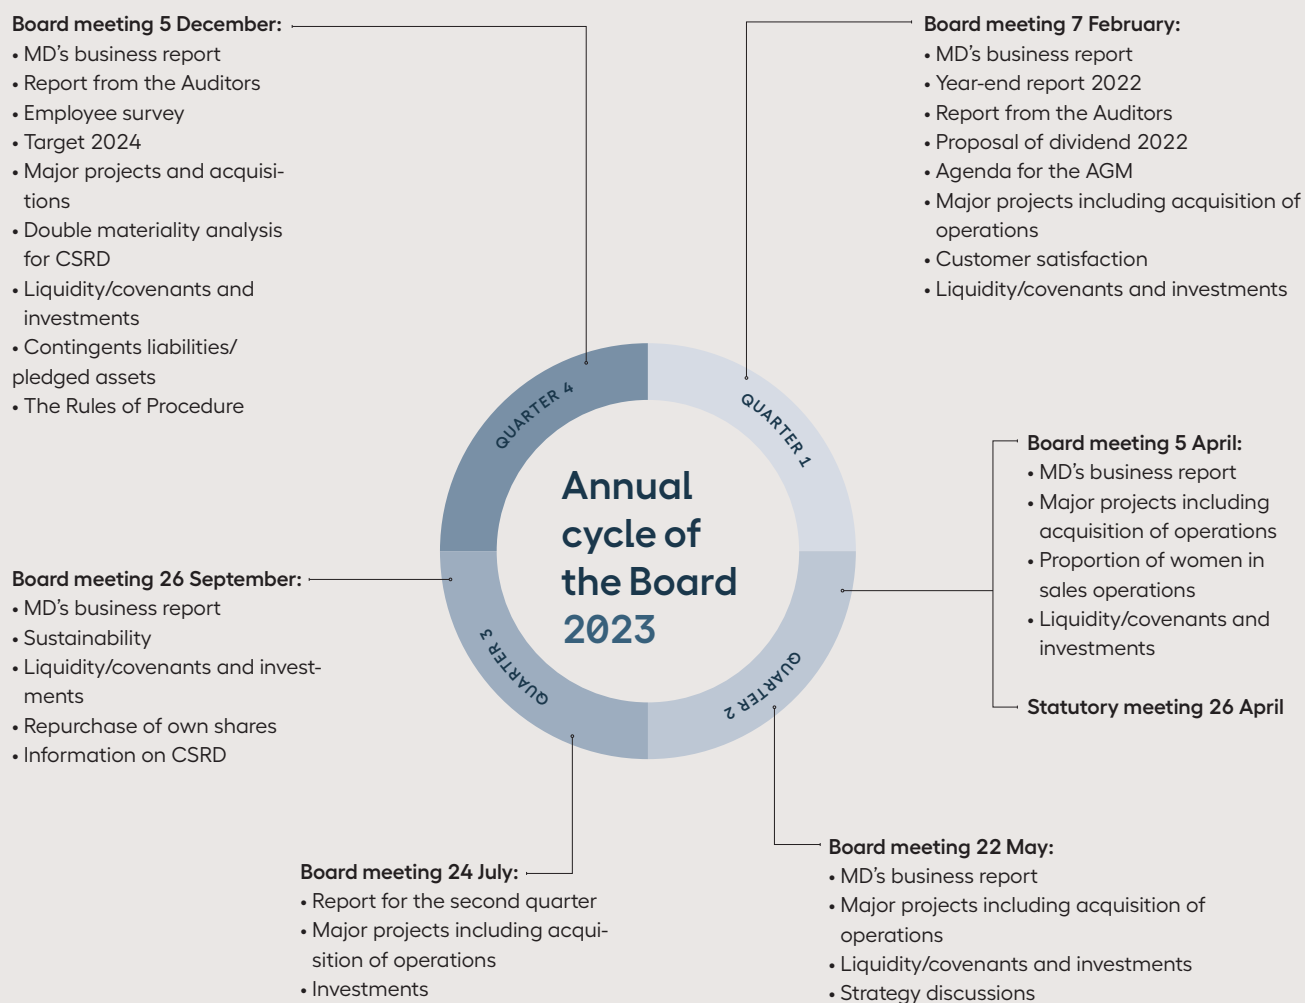 Board meeting 5 December:
• MD's business report
• Report from the Auditors
• Employee survey
• Target 2024
• Major projects and acquisi-
tions
• Double materiality analysis
for CSRD
• Liquidity/covenants and
investments
• Contingents liabilities/
pledged assets
• The Rules of Procedure
Board meeting 7 February:
• MD's business report
• Year-end report 2022
• Report from the Auditors
• Proposal of dividend 2022
• Agenda for the AGM
• Major projects including acquisition of
operations
• Customer satisfaction
• Liquidity/covenants and investments
QUARTER 4
QUARTER 1
Annual
cycle of
the Board
2023
QUARTER 3
QUARTER 2
Board meeting 5 April:
• MD's business report
• Major projects including
acquisition of operations
• Proportion of women in
sales operations
• Liquidity/covenants and
investments
Statutory meeting 26 April
Board meeting 26 September:
• MD's business report
• Sustainability
• Liquidity/covenants and invest-
ments
• Repurchase of own shares
• Information on CSRD
Board meeting 24 July:
• Report for the second quarter
• Major projects including acqui-
sition of operations
• Investments
Board meeting 22 May:
• MD's business report
• Major projects including acquisition of
operations
• Liquidity/covenants and investments
• Strategy discussions